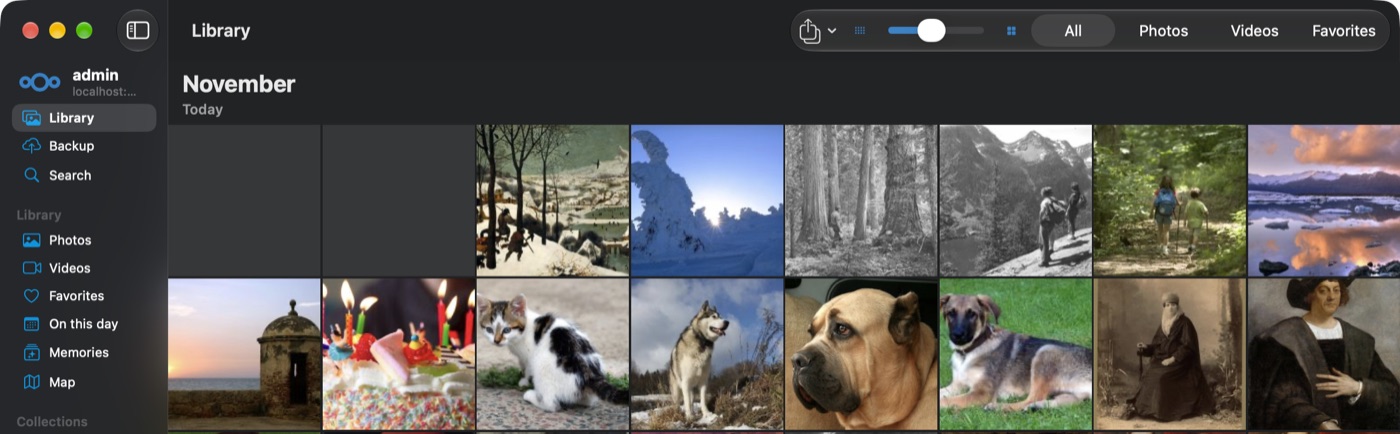 Library
All
Photos
Videos
Favorites
admin
localhost:...
Library
Backup
Search
Library
Photos
Videos
Favorites
On this day
Memories
Map
Collections
November
Today